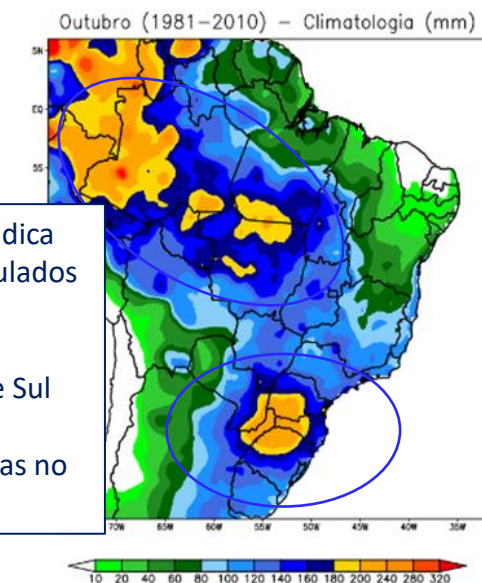 Outubro (1981-2010) - Climatologia (mm)
5N
EQ
5S
dica
ulados
e Sul
as no
70W 65W 60W 55W 50W 45W 40W 35W
10 20 40 60 80 100 120 140 160 180 200 240 280 320